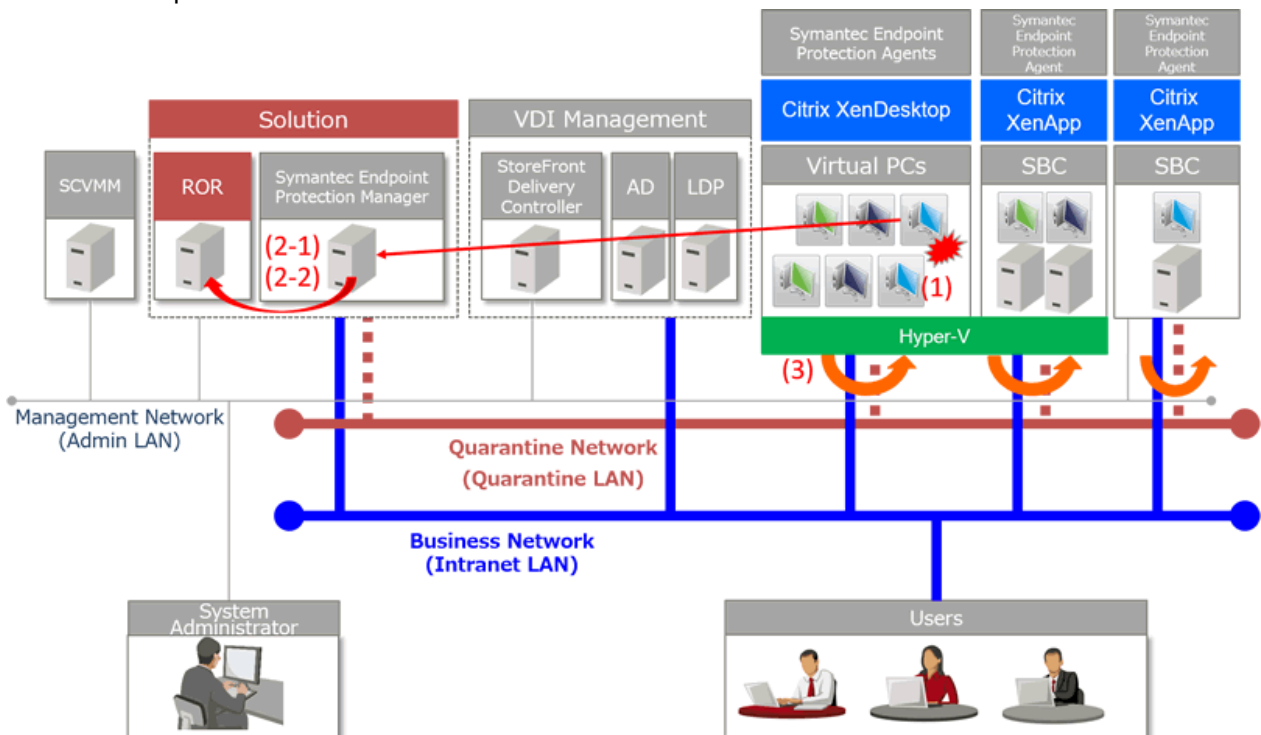 Symantec Endpoint
Protection Agents
Symantec
Endpoint
Protection
Agent
Symantec
Endpoint
Protection
Agent
Citrix XenDesktop
Citrix
XenApp
Citrix
XenApp
Solution
VDI Management
Virtual PCs
SBC
SBC
SCVMM
ROR
Symantec Endpoint
Protection Manager
StoreFront
Delivery
Controller
AD
LDP
(2-1)
(2-2)
(1)
Hyper-V
(3)
Management Network
(Admin LAN)
Quarantine Network
(Quarantine LAN)
Business Network
(Intranet LAN)
System
Administrator
Users